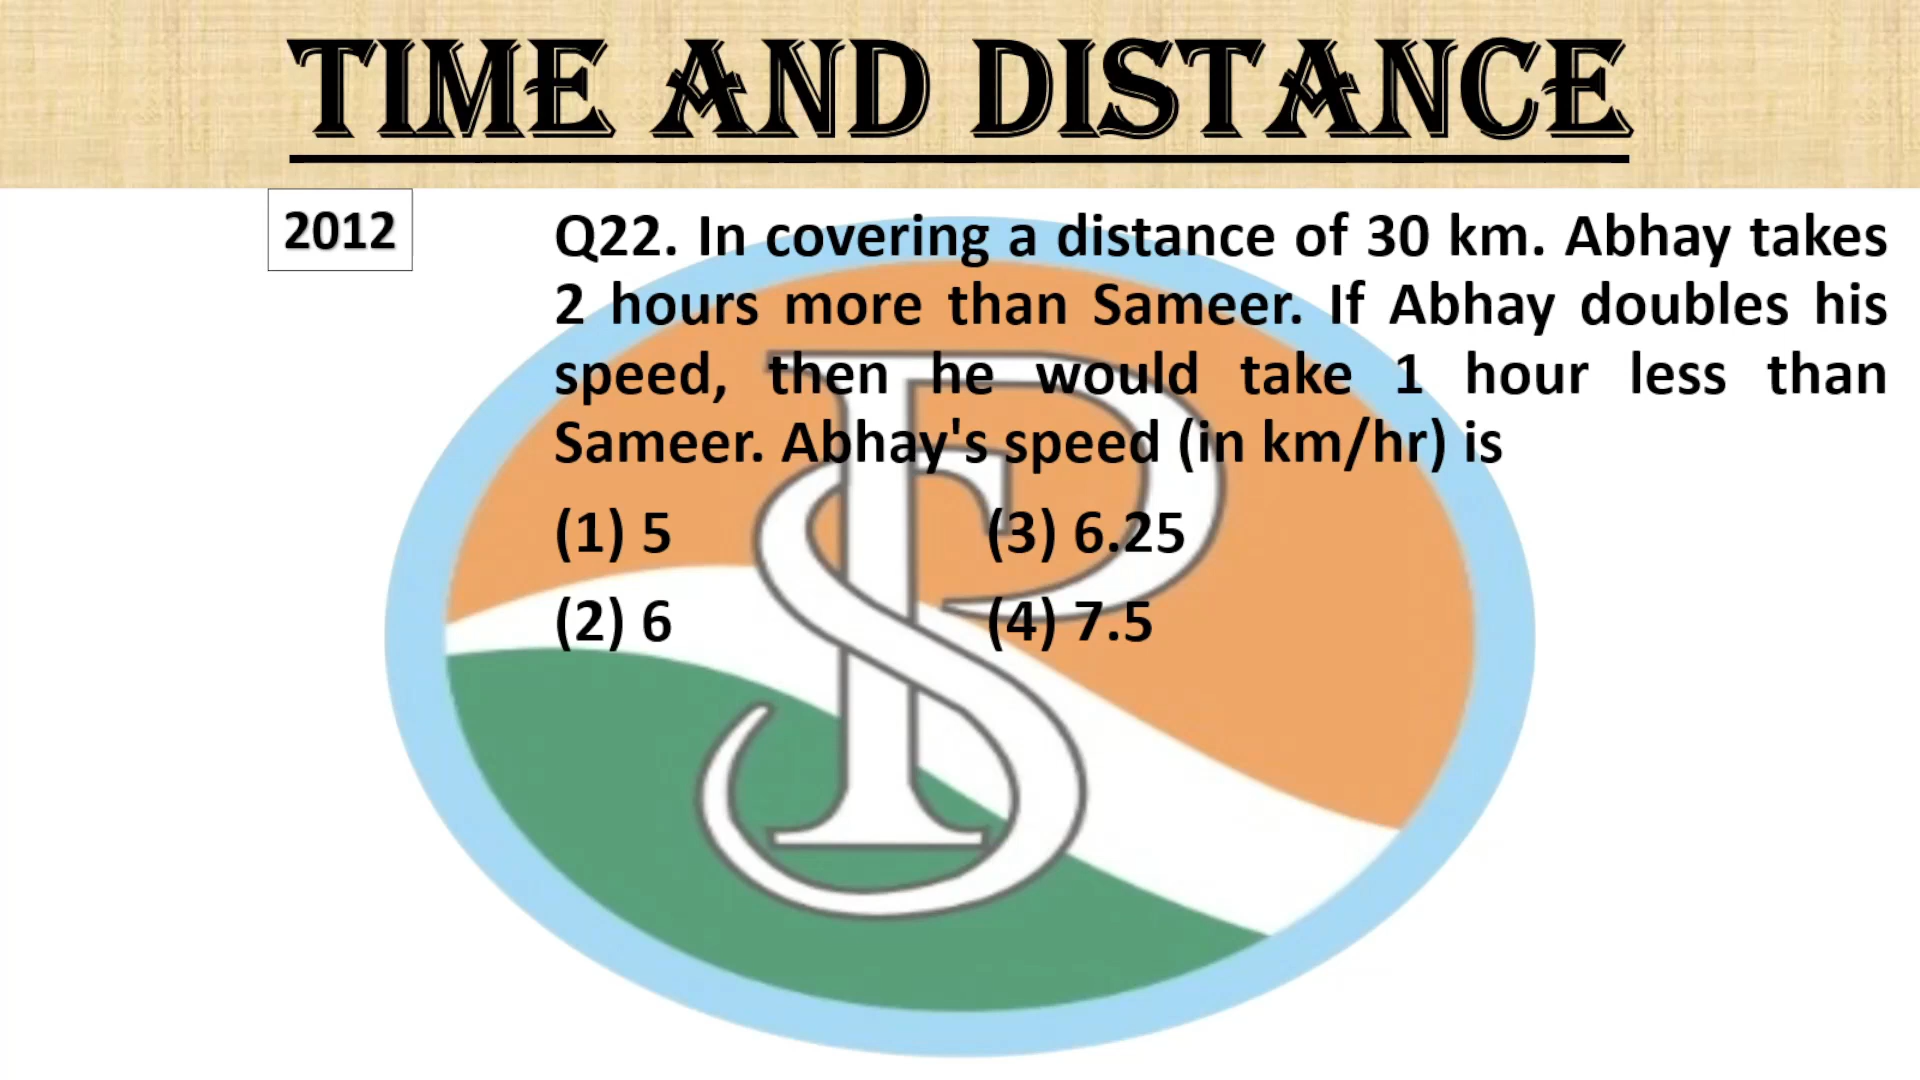 TIME AND DISTANCE
2012
Q22. In covering a distance of 30 km. Abhay takes
2 hours more than Sameer. If Abhay doubles his
speed, then he would take 1 hour less than
Sameer. Abhay's speed (in km/hr) is
(1) 5 (3) 6.25
(2) 6 (4) 7.5